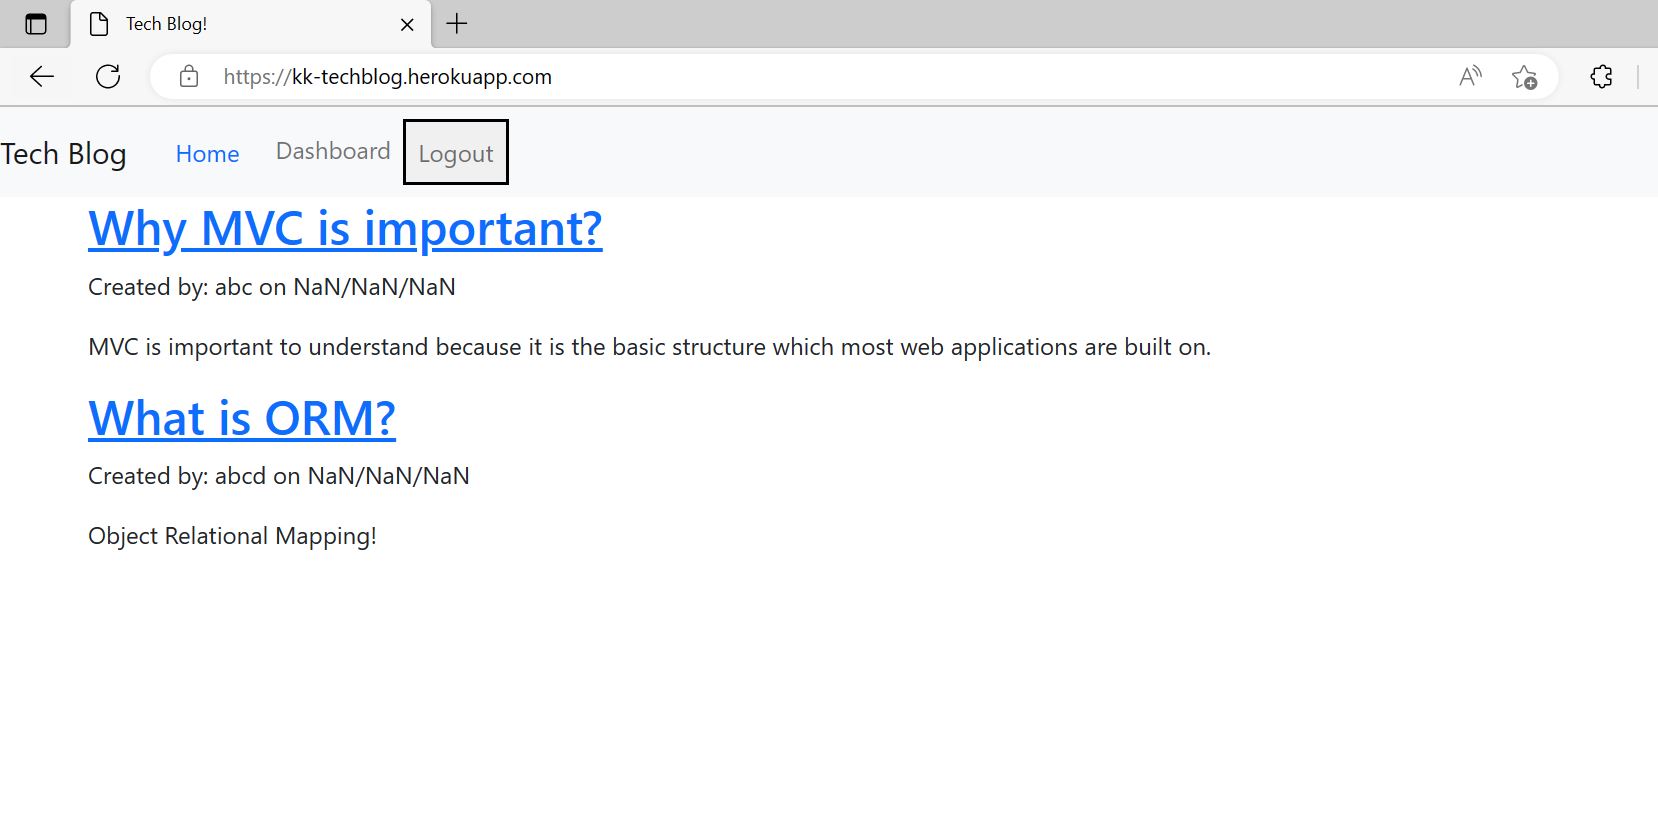 Tech Blog!
https://kk-techblog.herokuapp.com
Tech Blog Home Dashboard Logout
Why MVC is important?
Created by: abc on NaN/NaN/NaN
MVC is important to understand because it is the basic structure which most web applications are built on.
What is ORM?
Created by: abcd on NaN/NaN/NaN
Object Relational Mapping!